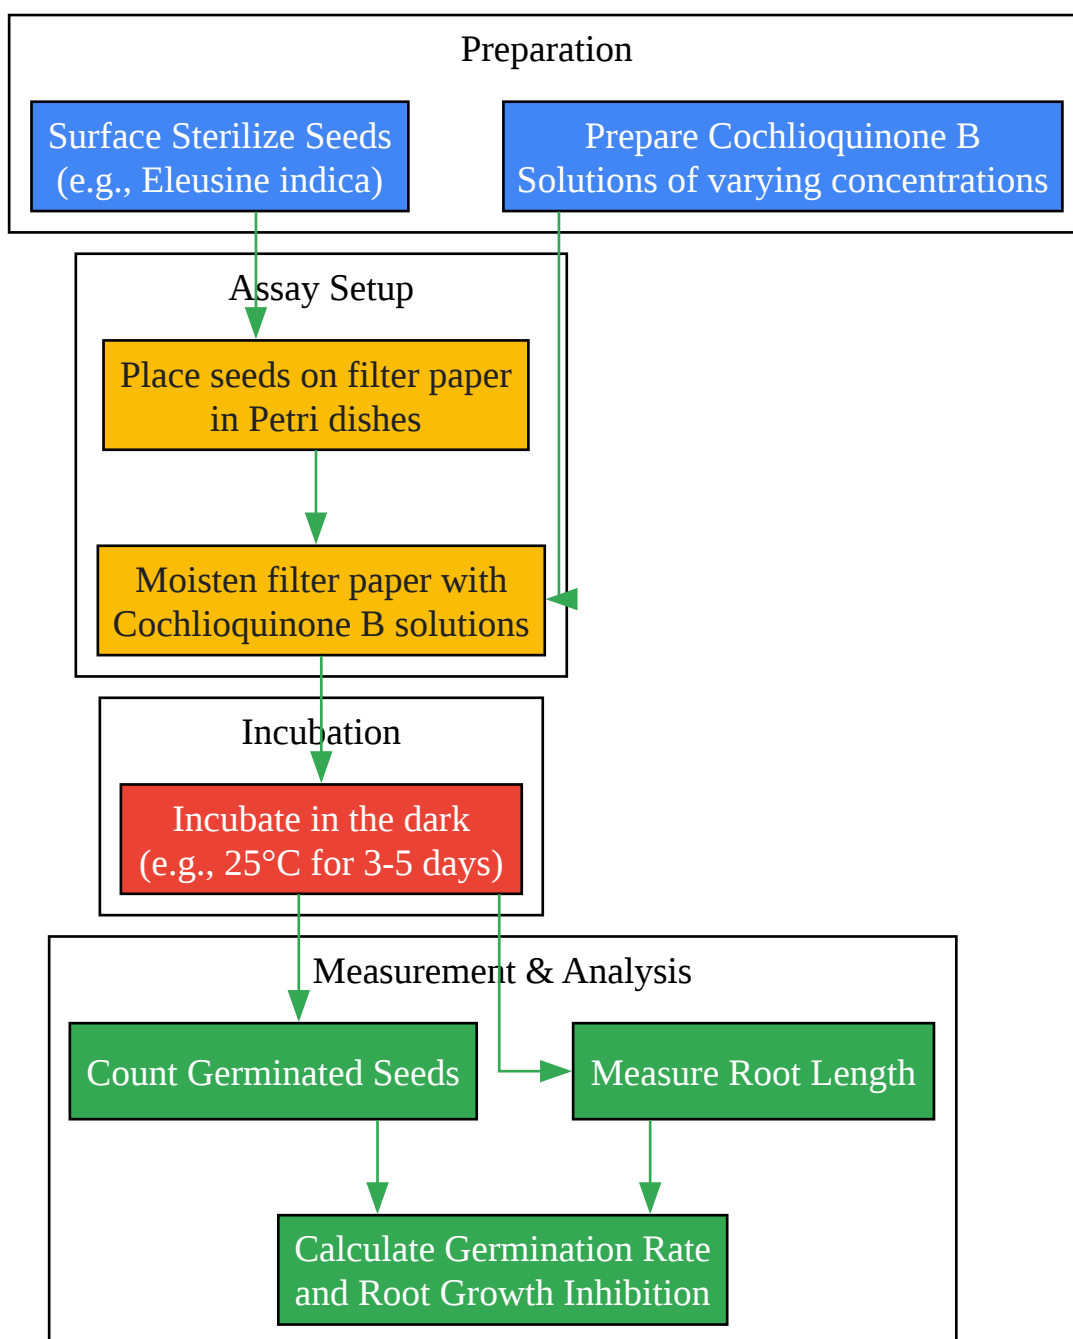 Preparation
Surface Sterilize Seeds
(e.g., Eleusine indica)
Prepare Cochlioquinone B
Solutions of varying concentrations
Assay Setup
Place seeds on filter paper
in Petri dishes
Moisten filter paper with
Cochlioquinone B solutions
Incubation
Incubate in the dark
(e.g., 25°C for 3-5 days)
Measurement & Analysis
Count Germinated Seeds
Measure Root Length
Calculate Germination Rate
and Root Growth Inhibition